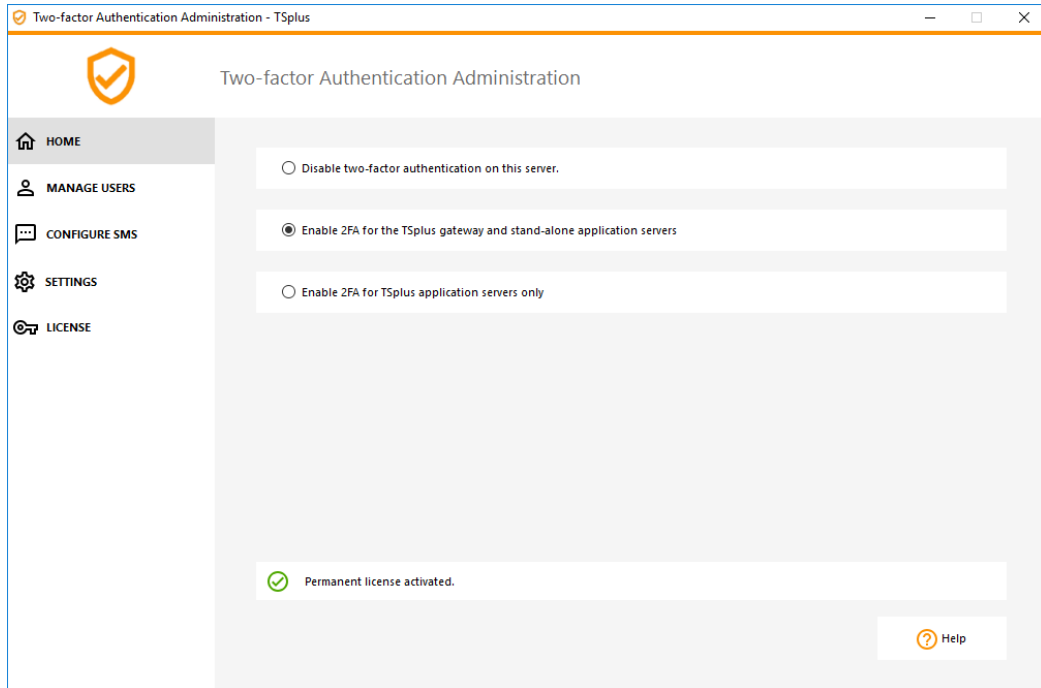 Two-factor Authentication Administration - TSplus
Two-factor Authentication Administration
HOME
MANAGE USERS
CONFIGURE SMS
SETTINGS
LICENSE
Disable two-factor authentication on this server.
Enable 2FA for the TSplus gateway and stand-alone application servers
Enable 2FA for TSplus application servers only
Permanent license activated.
Help